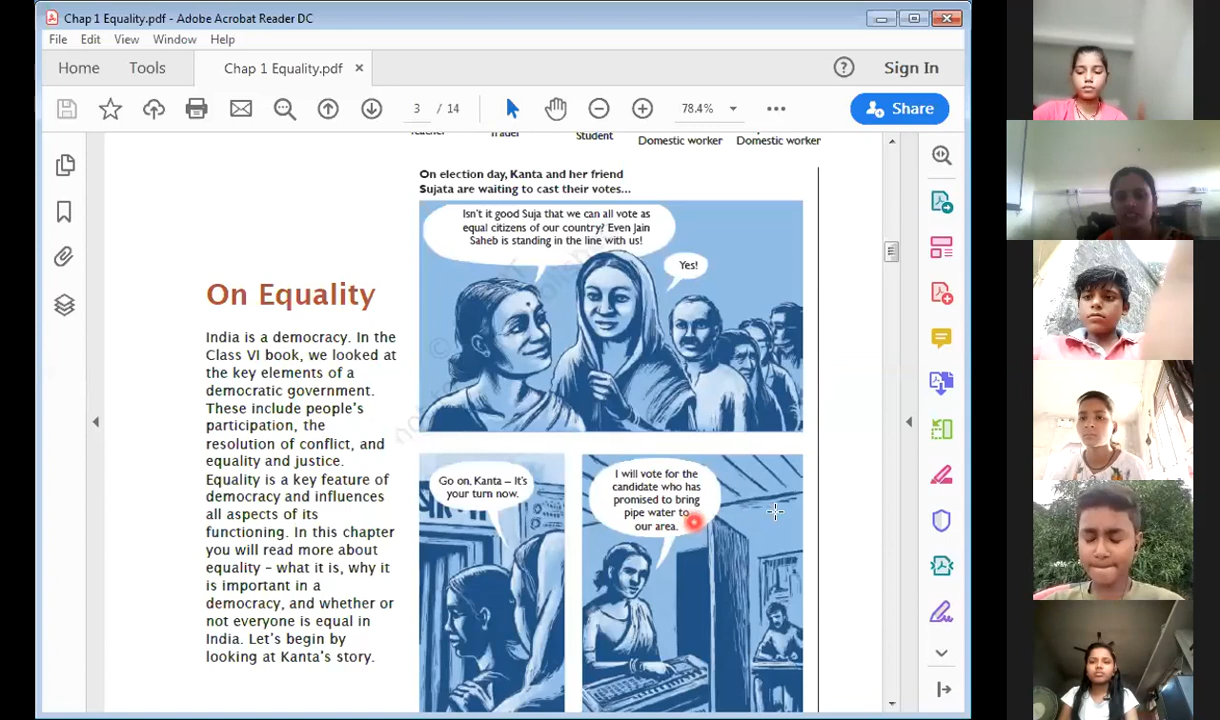 Chap 1 Equality.pdf - Adobe Acrobat Reader DC
File Edit View Window Help
Home Tools Chap 1 Equality.pdf × Sign In
3 / 14 78.4% Share
Teacher Trader Student Domestic worker Domestic worker
On election day, Kanta and her friend
Sujata are waiting to cast their votes...
Isn't it good Suja that we can all vote as
equal citizens of our country? Even Jain
Saheb is standing in the line with us!
Yes!
On Equality
India is a democracy. In the
Class VI book, we looked at
the key elements of a
democratic government.
These include people's
participation, the
resolution of conflict, and
equality and justice.
Equality is a key feature of
democracy and influences
all aspects of its
functioning. In this chapter
you will read more about
equality – what it is, why it
is important in a
democracy, and whether or
not everyone is equal in
India. Let's begin by
looking at Kanta's story.
Go on, Kanta – It's
your turn now.
I will vote for the
candidate who has
promised to bring
pipe water to
our area.